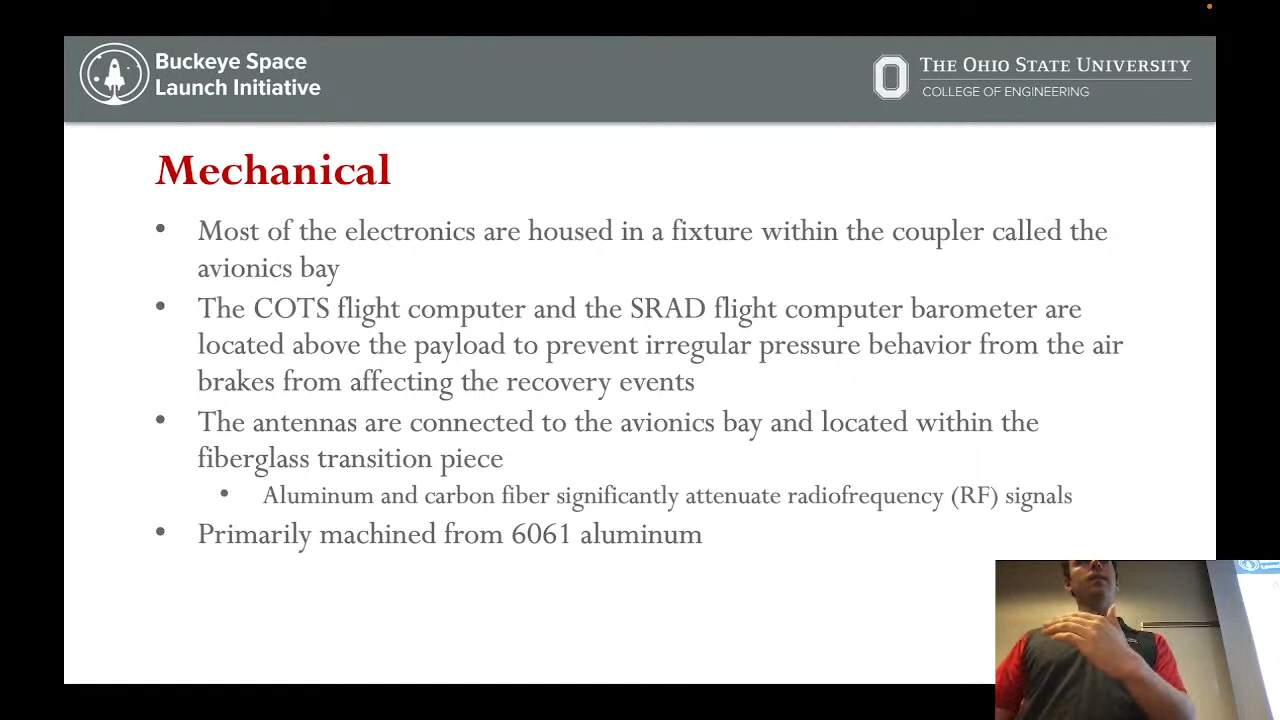 Buckeye Space
Launch Initiative
THE OHIO STATE UNIVERSITY
COLLEGE OF ENGINEERING
Mechanical
• Most of the electronics are housed in a fixture within the coupler called the
avionics bay
• The COTS flight computer and the SRAD flight computer barometer are
located above the payload to prevent irregular pressure behavior from the air
brakes from affecting the recovery events
• The antennas are connected to the avionics bay and located within the
fiberglass transition piece
• Aluminum and carbon fiber significantly attenuate radiofrequency (RF) signals
• Primarily machined from 6061 aluminum